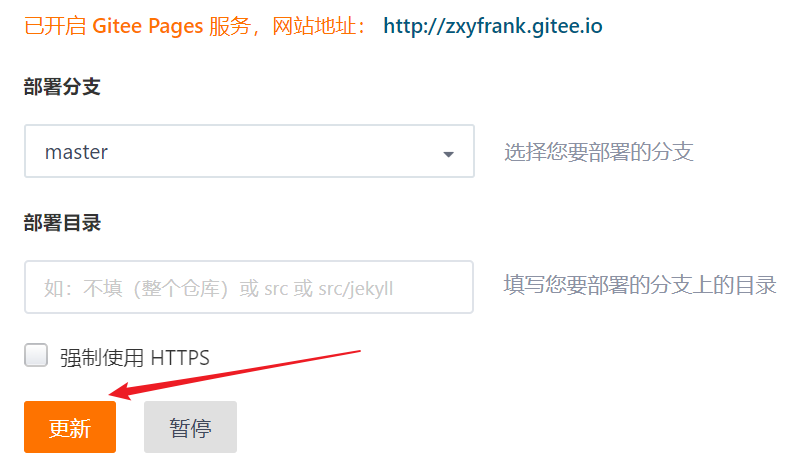 已开启 Gitee Pages 服务，网站地址： http://zxyfrank.gitee.io
部署分支
master 选择您要部署的分支
部署目录
如：不填（整个仓库）或 src 或 src/jekyll 填写您要部署的分支上的目录
强制使用 HTTPS
更新 暂停